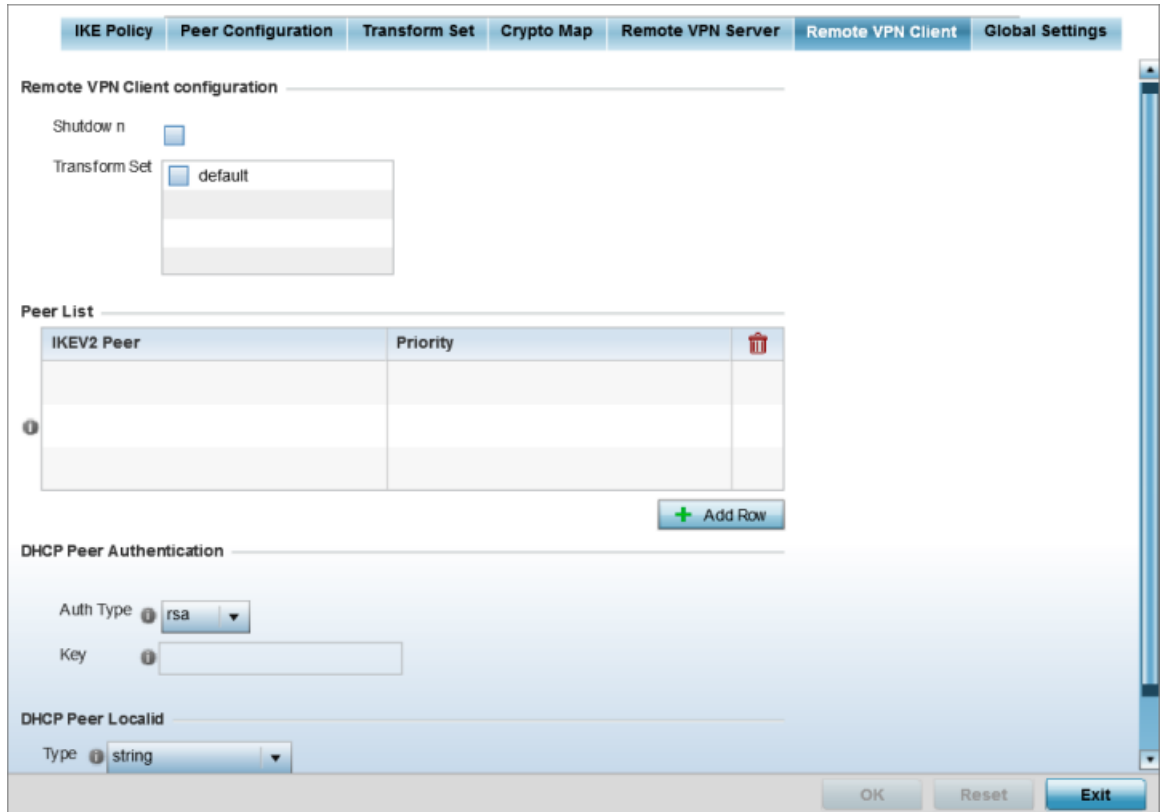 IKE Policy Peer Configuration Transform Set Crypto Map Remote VPN Server Remote VPN Client Global Settings
Remote VPN Client configuration
Shutdow n
Transform Set default
Peer List
IKEV2 Peer Priority
Add Row
DHCP Peer Authentication
Auth Type rsa
Key
DHCP Peer Localid
Type string
OK Reset Exit